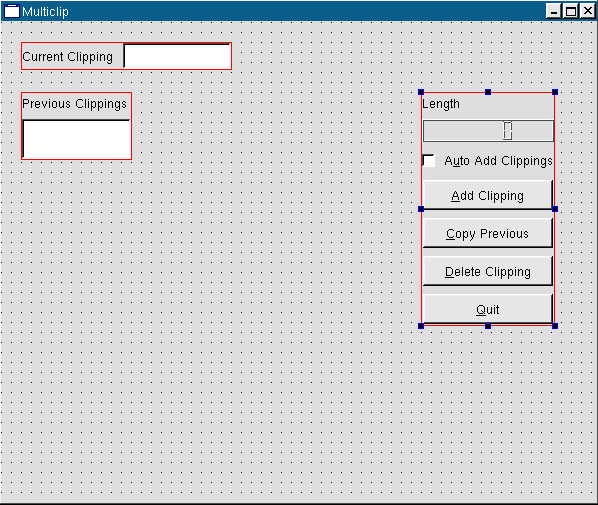 Multiclip
Current Clipping
Previous Clippings
Length
Auto Add Clippings
Add Clipping
Copy Previous
Delete Clipping
Quit